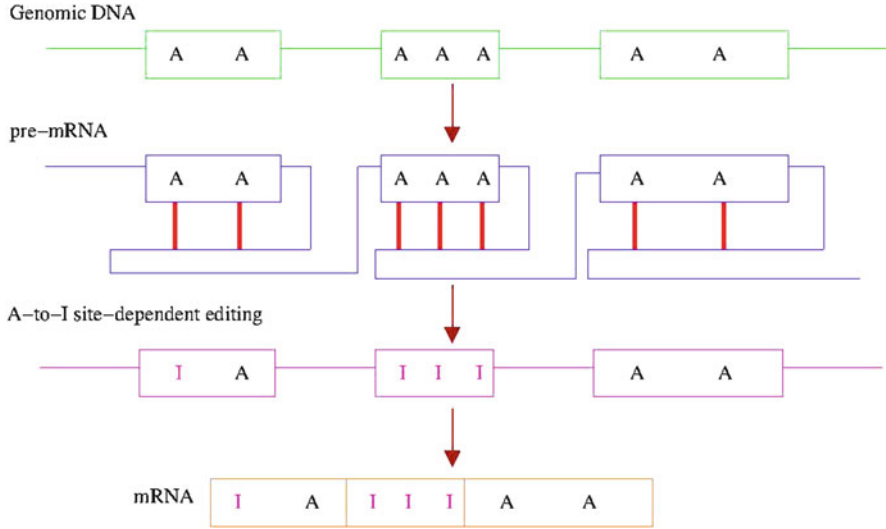 Genomic DNA
A A A A A A A
pre-mRNA
A A A A A A A
A-to-I site-dependent editing
I A I I I A A
mRNA I A I I I A A